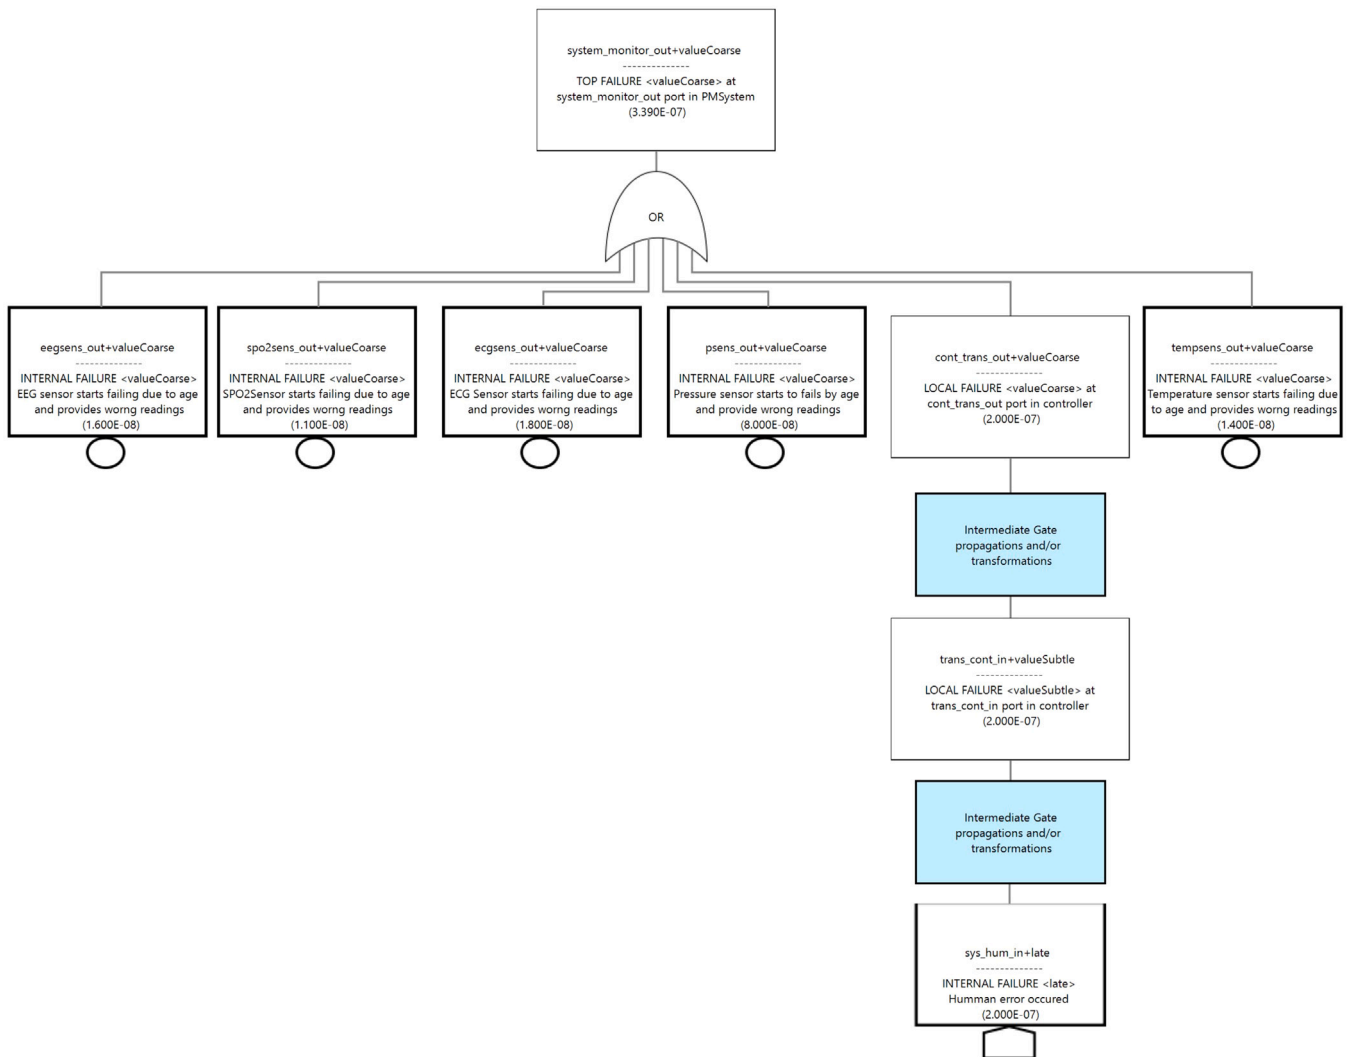 system_monitor_out+valueCoarse
--------------
TOP FAILURE <valueCoarse> at
system_monitor_out port in PMSystem
(3.390E-07)
OR
eegsens_out+valueCoarse
--------------
INTERNAL FAILURE <valueCoarse>
EEG sensor starts failing due to age
and provides worng readings
(1.600E-08)
spo2sens_out+valueCoarse
--------------
INTERNAL FAILURE <valueCoarse>
SPO2Sensor starts failing due to age
and provides worng readings
(1.100E-08)
ecgsens_out+valueCoarse
--------------
INTERNAL FAILURE <valueCoarse>
ECG Sensor starts failing due to age
and provides worng readings
(1.800E-08)
psens_out+valueCoarse
--------------
INTERNAL FAILURE <valueCoarse>
Pressure sensor starts to fails by age
and provide worng readings
(8.000E-08)
cont_trans_out+valueCoarse
--------------
LOCAL FAILURE <valueCoarse> at
cont_trans_out port in controller
(2.000E-07)
tempsens_out+valueCoarse
--------------
INTERNAL FAILURE <valueCoarse>
Temperature sensor starts failing due
to age and provides worng readings
(1.400E-08)
Intermediate Gate
propagations and/or
transformations
trans_cont_in+valueSubtle
--------------
LOCAL FAILURE <valueSubtle> at
trans_cont_in port in controller
(2.000E-07)
Intermediate Gate
propagations and/or
transformations
sys_hum_in+late
--------------
INTERNAL FAILURE <late>
Humman error occured
(2.000E-07)